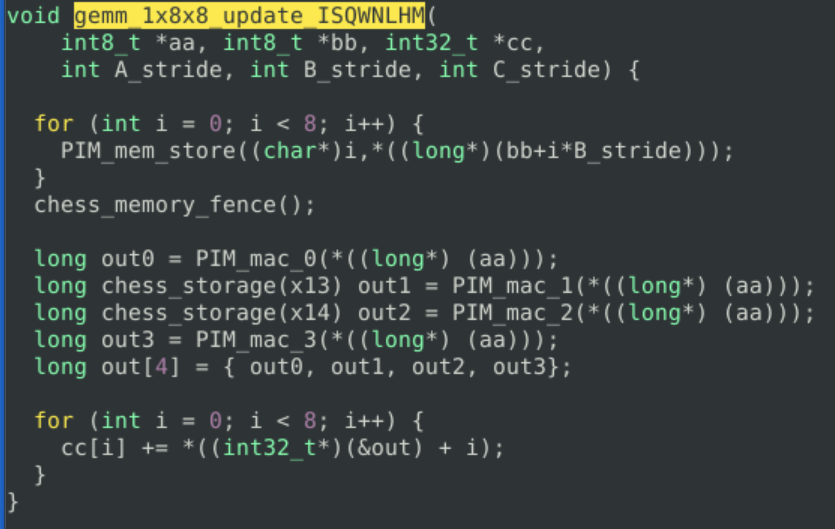 void gemm_1x8x8_update_ISQWNLHM(
    int8_t *aa, int8_t *bb, int32_t *cc,
    int A_stride, int B_stride, int C_stride) {

  for (int i = 0; i < 8; i++) {
    PIM_mem_store((char*)i,*((long*)(bb+i*B_stride)));
  }
  chess_memory_fence();

  long out0 = PIM_mac_0(*((long*) (aa)));
  long chess_storage(x13) out1 = PIM_mac_1(*((long*) (aa)));
  long chess_storage(x14) out2 = PIM_mac_2(*((long*) (aa)));
  long out3 = PIM_mac_3(*((long*) (aa)));
  long out[4] = { out0, out1, out2, out3};

  for (int i = 0; i < 8; i++) {
    cc[i] += *((int32_t*)(&out) + i);
  }
}